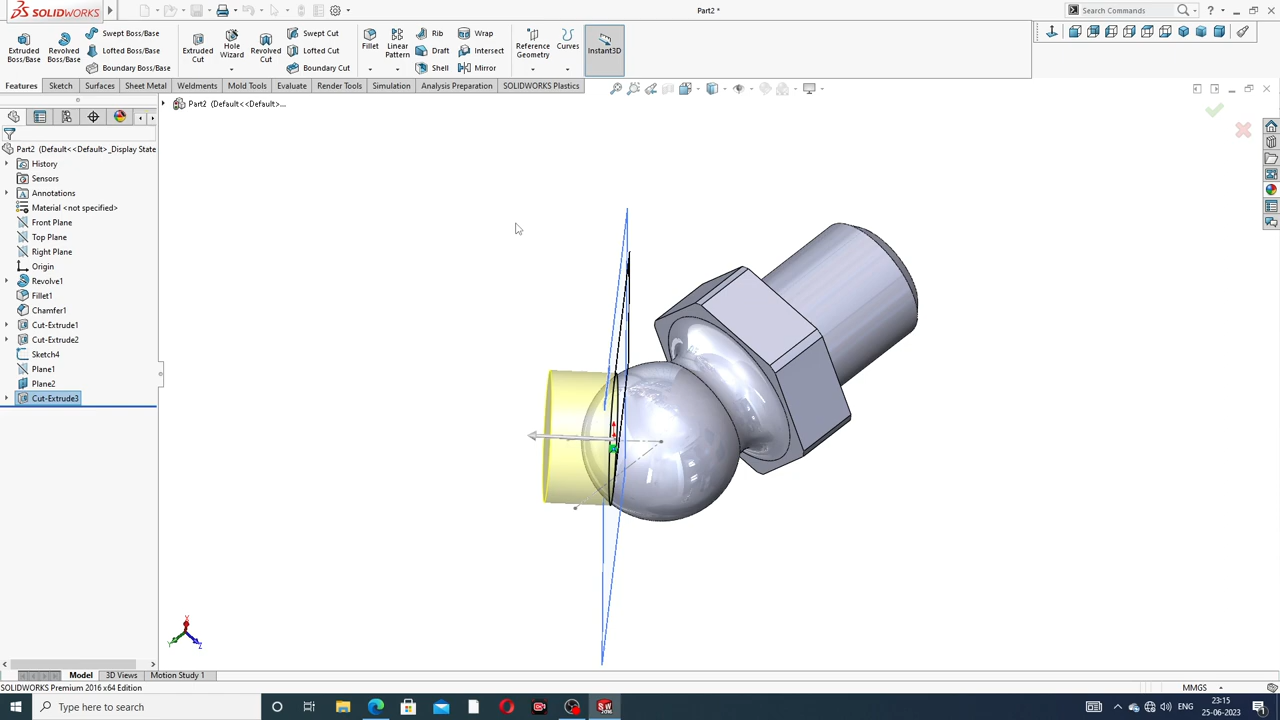 SOLIDWORKS
Part2 *
Search Commands
Extruded Boss/Base
Revolved Boss/Base
Swept Boss/Base
Lofted Boss/Base
Boundary Boss/Base
Extruded Cut
Hole Wizard
Revolved Cut
Swept Cut
Lofted Cut
Boundary Cut
Fillet
Linear Pattern
Rib
Draft
Shell
Wrap
Intersect
Mirror
Reference Geometry
Curves
Instant3D
Features
Sketch
Surfaces
Sheet Metal
Weldments
Mold Tools
Evaluate
Render Tools
Simulation
Analysis Preparation
SOLIDWORKS Plastics
Part2 (Default<<Default>...
Part2 (Default<<Default>_Display State
History
Sensors
Annotations
Material <not specified>
Front Plane
Top Plane
Right Plane
Origin
Revolve1
Fillet1
Chamfer1
Cut-Extrude1
Cut-Extrude2
Sketch4
Plane1
Plane2
Cut-Extrude3
X
Y
Z
Model
3D Views
Motion Study 1
SOLIDWORKS Premium 2016 x64 Edition
MMGS
Type here to search
ENG
23:15
25-06-2023